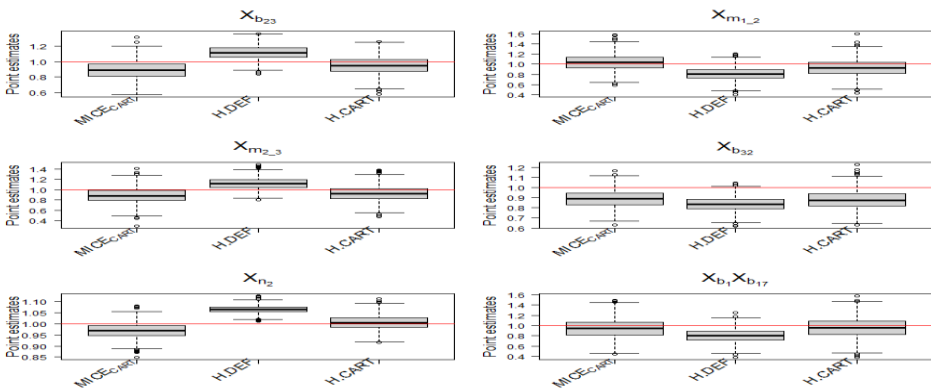 X_b23
Point estimates
1.2
1.0
0.8
0.6
MICE_CART
H.DEF
H.CART
X_m1_2
Point estimates
1.6
1.4
1.2
1.0
0.8
0.6
0.4
MICE_CART
H.DEF
H.CART
X_m2_3
Point estimates
1.4
1.2
1.0
0.8
0.6
0.4
MICE_CART
H.DEF
H.CART
X_b32
Point estimates
1.2
1.1
1.0
0.9
0.8
0.7
0.6
MICE_CART
H.DEF
H.CART
X_n2
Point estimates
1.10
1.05
1.00
0.95
0.90
0.85
MICE_CART
H.DEF
H.CART
X_b1 X_b17
Point estimates
1.6
1.4
1.2
1.0
0.8
0.6
0.4
MICE_CART
H.DEF
H.CART